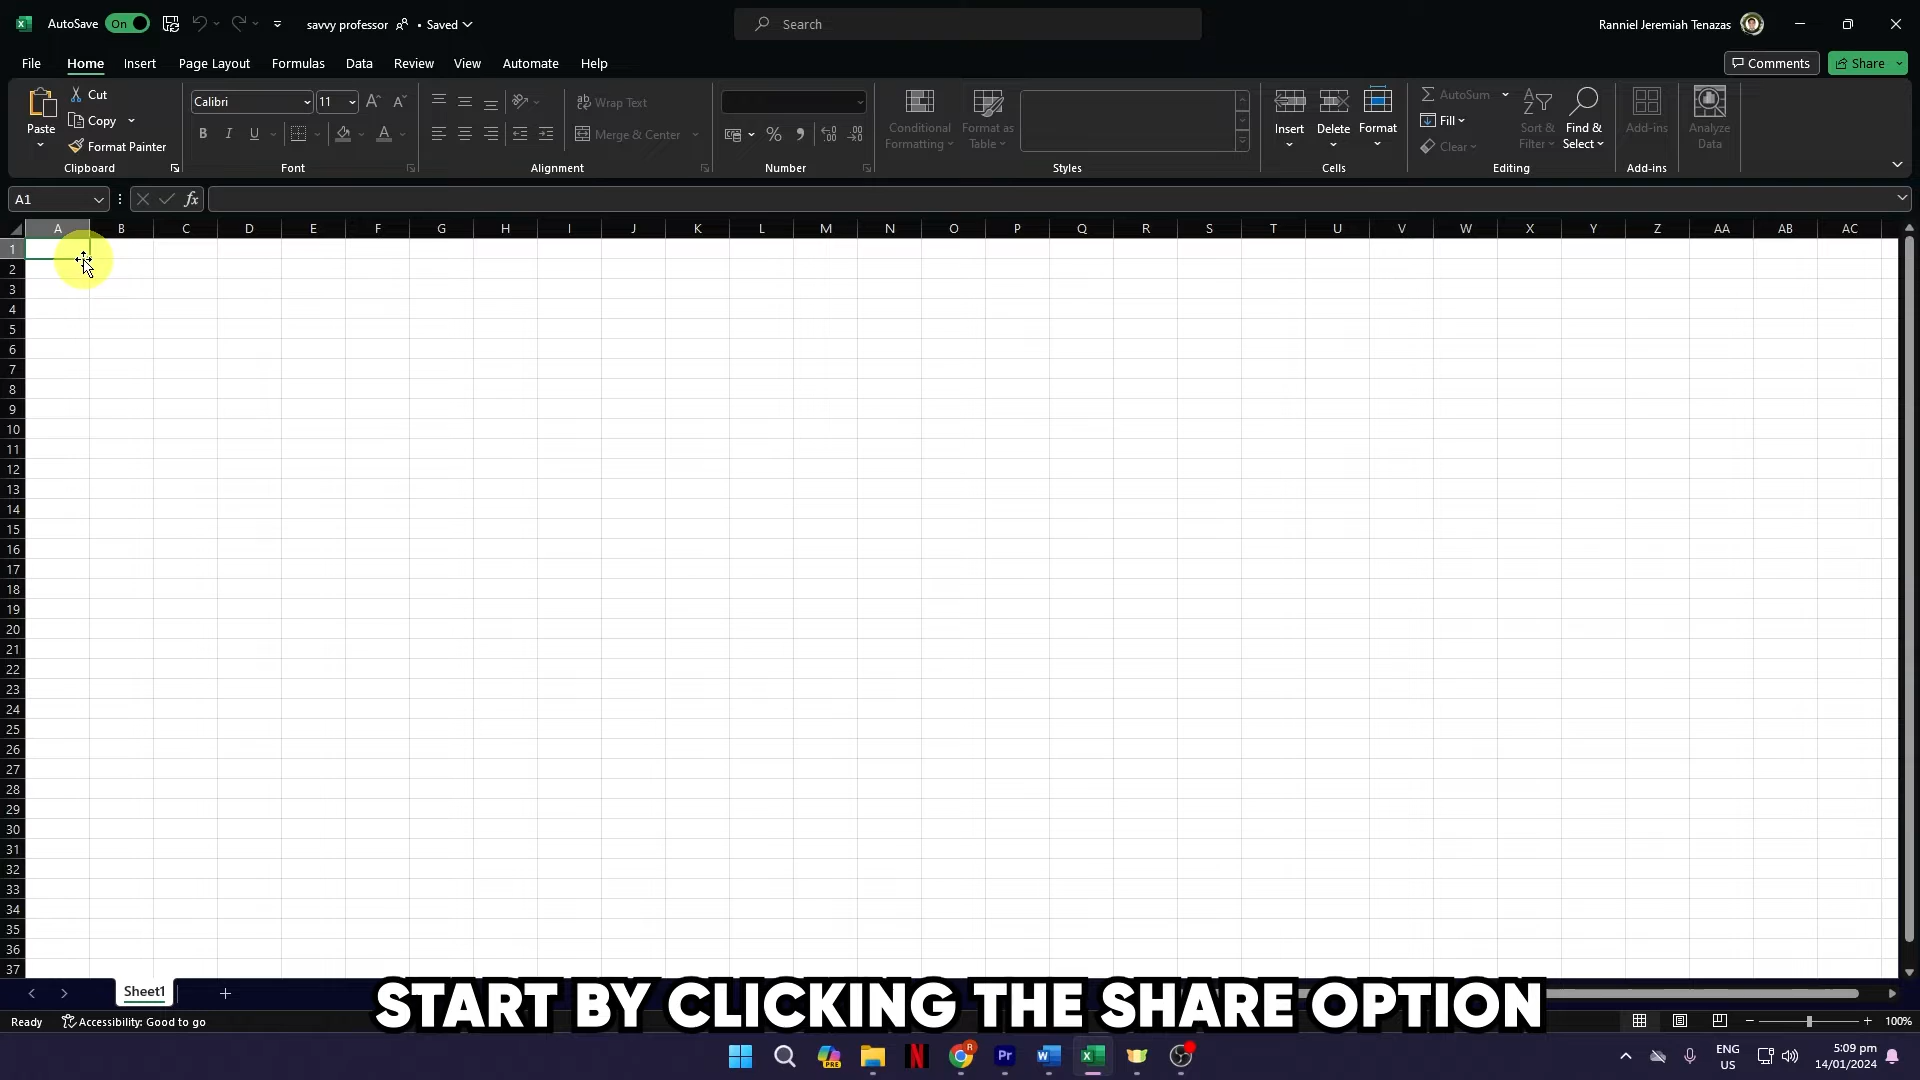 AutoSave On savvy professor • Saved Search Ranniel Jeremiah Tenazas
File Home Insert Page Layout Formulas Data Review View Automate Help Comments Share
Paste
Cut
Copy
Format Painter
Clipboard
Calibri 11
B I U A
Font
ab Wrap Text
Merge & Center
Alignment
% 9
Number
Conditional
Formatting
Format as
Table
Styles
Insert
Delete
Format
Cells
AutoSum
Fill
Clear
Sort &
Filter
Find &
Select
Editing
Add-ins
Add-ins
Analyze
Data
A1 fx
A B C D E F G H I J K L M N O P Q R S T U V W X Y Z AA AB AC
1
2
3
4
5
6
7
8
9
10
11
12
13
14
15
16
17
18
19
20
21
22
23
24
25
26
27
28
29
30
31
32
33
34
35
36
37
Sheet1
START BY CLICKING THE SHARE OPTION
Ready Accessibility: Good to go 100%
PRE N R Pr W ENG
US
5:09 pm
14/01/2024